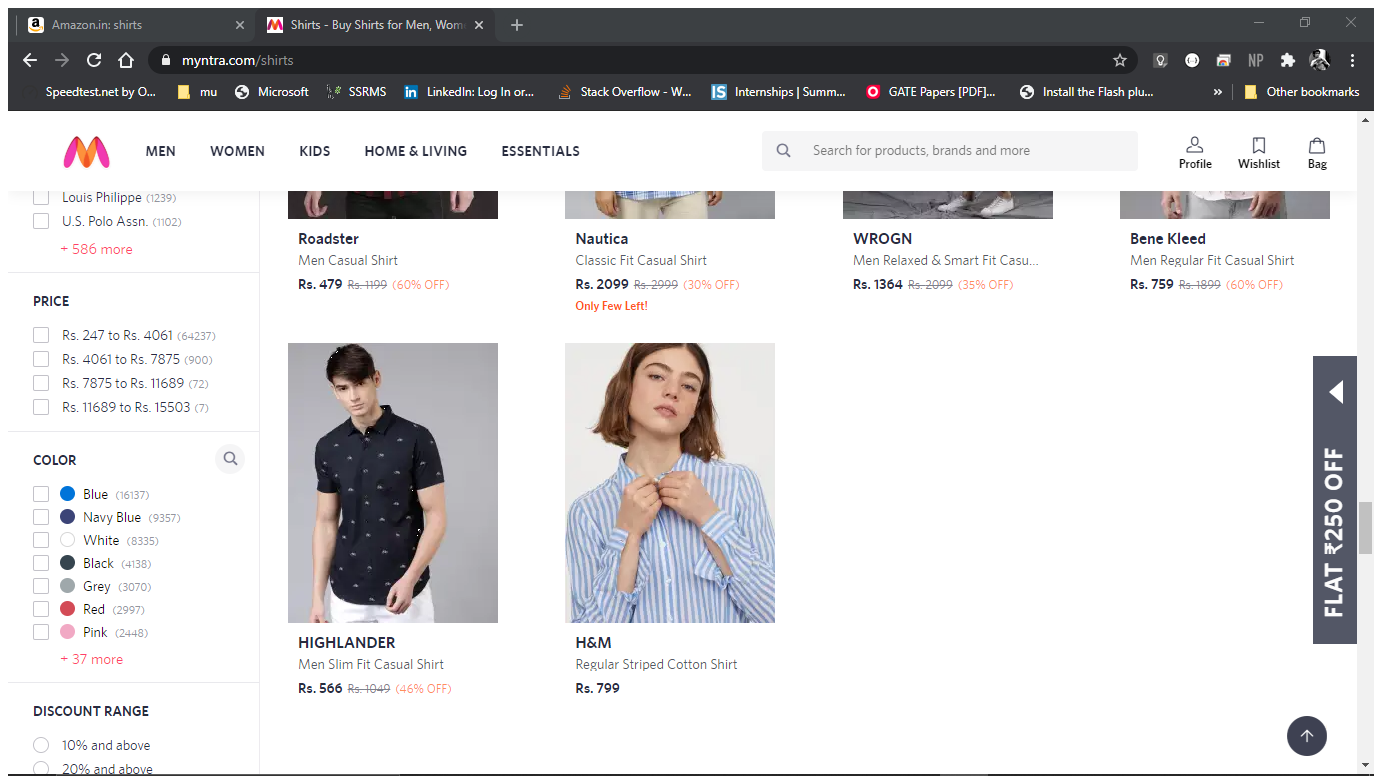 Amazon.in: shirts
Shirts - Buy Shirts for Men, Wom
myntra.com/shirts
NP
Speedtest.net by O...
mu
Microsoft
SSRMS
LinkedIn: Log In or...
Stack Overflow - W...
IS Internships | Summ...
GATE Papers [PDF]...
Install the Flash plu...
»
Other bookmarks
MEN
WOMEN
KIDS
HOME & LIVING
ESSENTIALS
Search for products, brands and more
Profile
Wishlist
Bag
Louis Philippe (1239)
U.S. Polo Assn. (1102)
+ 586 more
PRICE
Rs. 247 to Rs. 4061 (64237)
Rs. 4061 to Rs. 7875 (900)
Rs. 7875 to Rs. 11689 (72)
Rs. 11689 to Rs. 15503 (7)
COLOR
Blue (16137)
Navy Blue (9357)
White (8335)
Black (4138)
Grey (3070)
Red (2997)
Pink (2448)
+ 37 more
DISCOUNT RANGE
10% and above
20% and above
Roadster
Men Casual Shirt
Rs. 479 Rs. 1199 (60% OFF)
Nautica
Classic Fit Casual Shirt
Rs. 2099 Rs. 2999 (30% OFF)
Only Few Left!
WROGN
Men Relaxed & Smart Fit Casu...
Rs. 1364 Rs. 2099 (35% OFF)
Bene Kleed
Men Regular Fit Casual Shirt
Rs. 759 Rs. 1899 (60% OFF)
HIGHLANDER
Men Slim Fit Casual Shirt
Rs. 566 Rs. 1049 (46% OFF)
H&M
Regular Striped Cotton Shirt
Rs. 799
FLAT ₹250 OFF